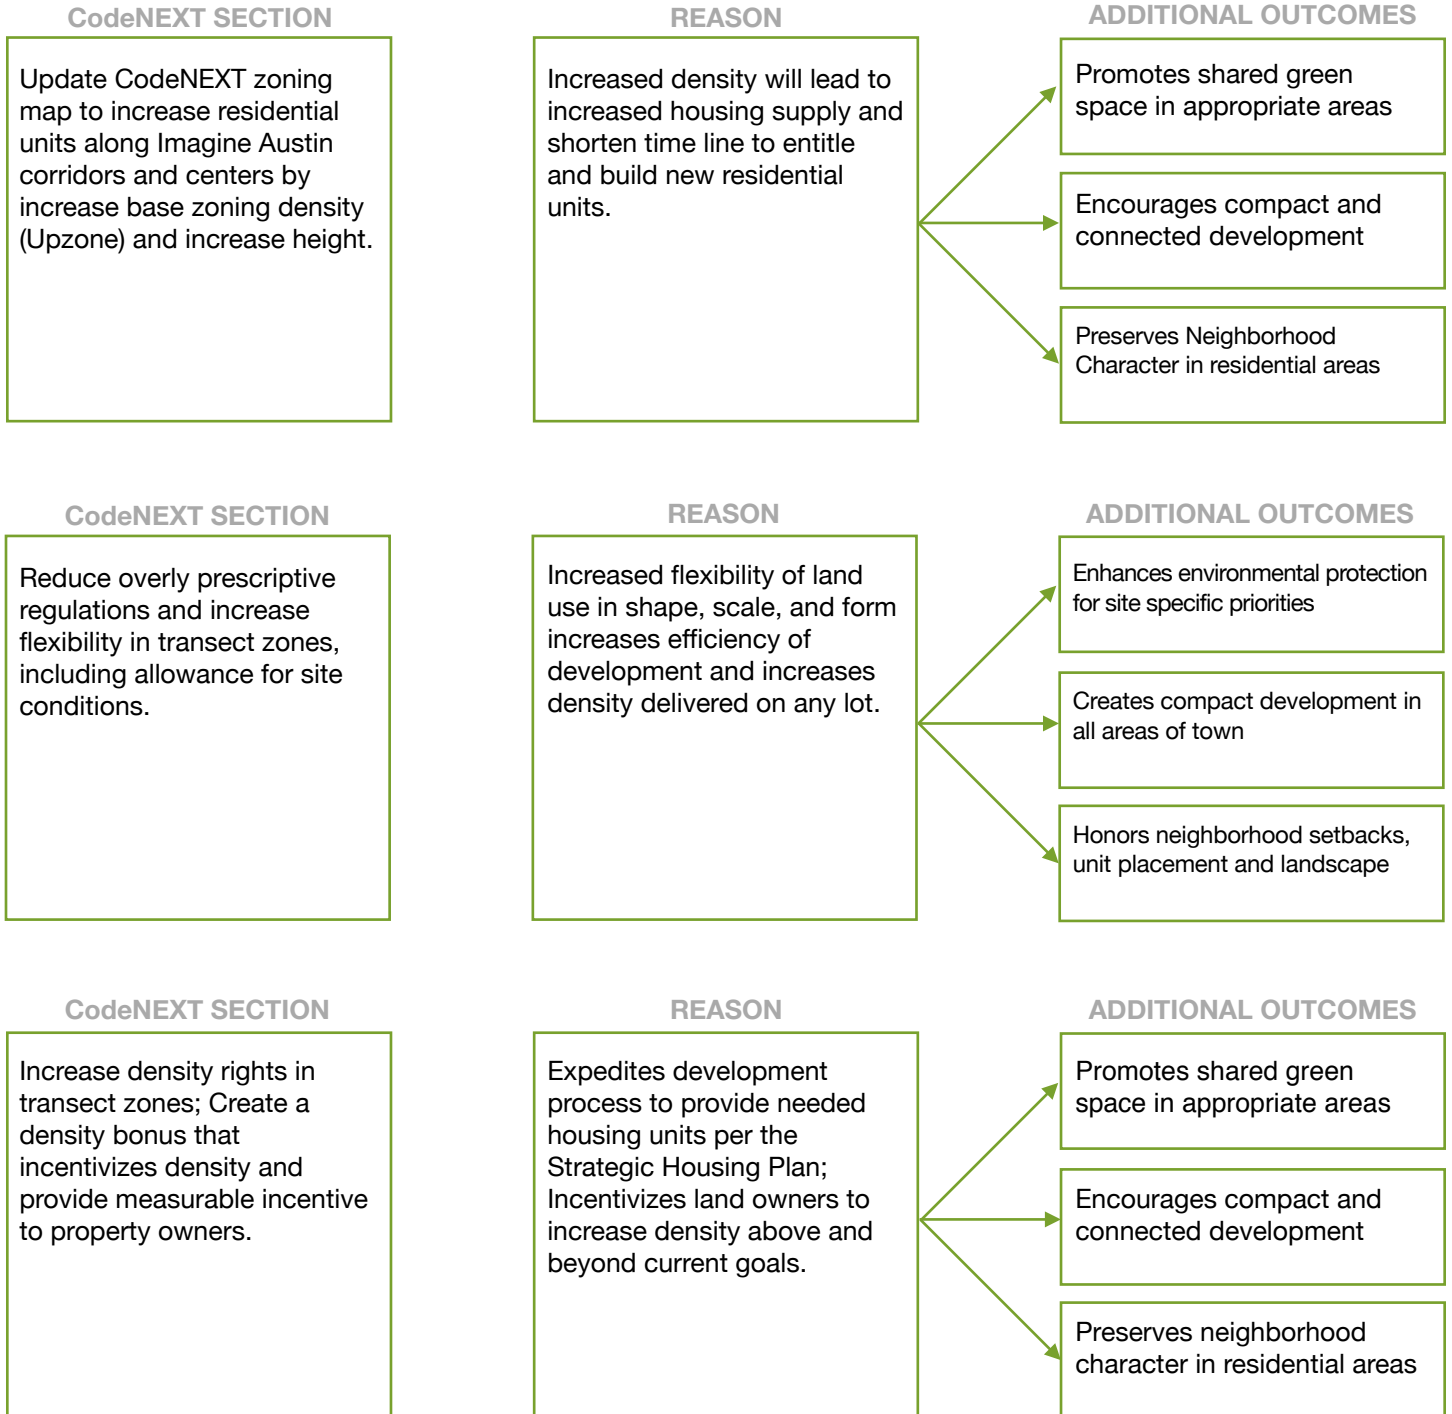 CodeNEXT SECTION
REASON
ADDITIONAL OUTCOMES
Update CodeNEXT zoning
map to increase residential
units along Imagine Austin
corridors and centers by
increase base zoning density
(Upzone) and increase height.
Increased density will lead to
increased housing supply and
shorten time line to entitle
and build new residential
units.
Promotes shared green
space in appropriate areas
Encourages compact and
connected development
Preserves Neighborhood
Character in residential areas
CodeNEXT SECTION
REASON
ADDITIONAL OUTCOMES
Reduce overly prescriptive
regulations and increase
flexibility in transect zones,
including allowance for site
conditions.
Increased flexibility of land
use in shape, scale, and form
increases efficiency of
development and increases
density delivered on any lot.
Enhances environmental protection
for site specific priorities
Creates compact development in
all areas of town
Honors neighborhood setbacks,
unit placement and landscape
CodeNEXT SECTION
REASON
ADDITIONAL OUTCOMES
Increase density rights in
transect zones; Create a
density bonus that
incentivizes density and
provide measurable incentive
to property owners.
Expedites development
process to provide needed
housing units per the
Strategic Housing Plan;
Incentivizes land owners to
increase density above and
beyond current goals.
Promotes shared green
space in appropriate areas
Encourages compact and
connected development
Preserves neighborhood
character in residential areas